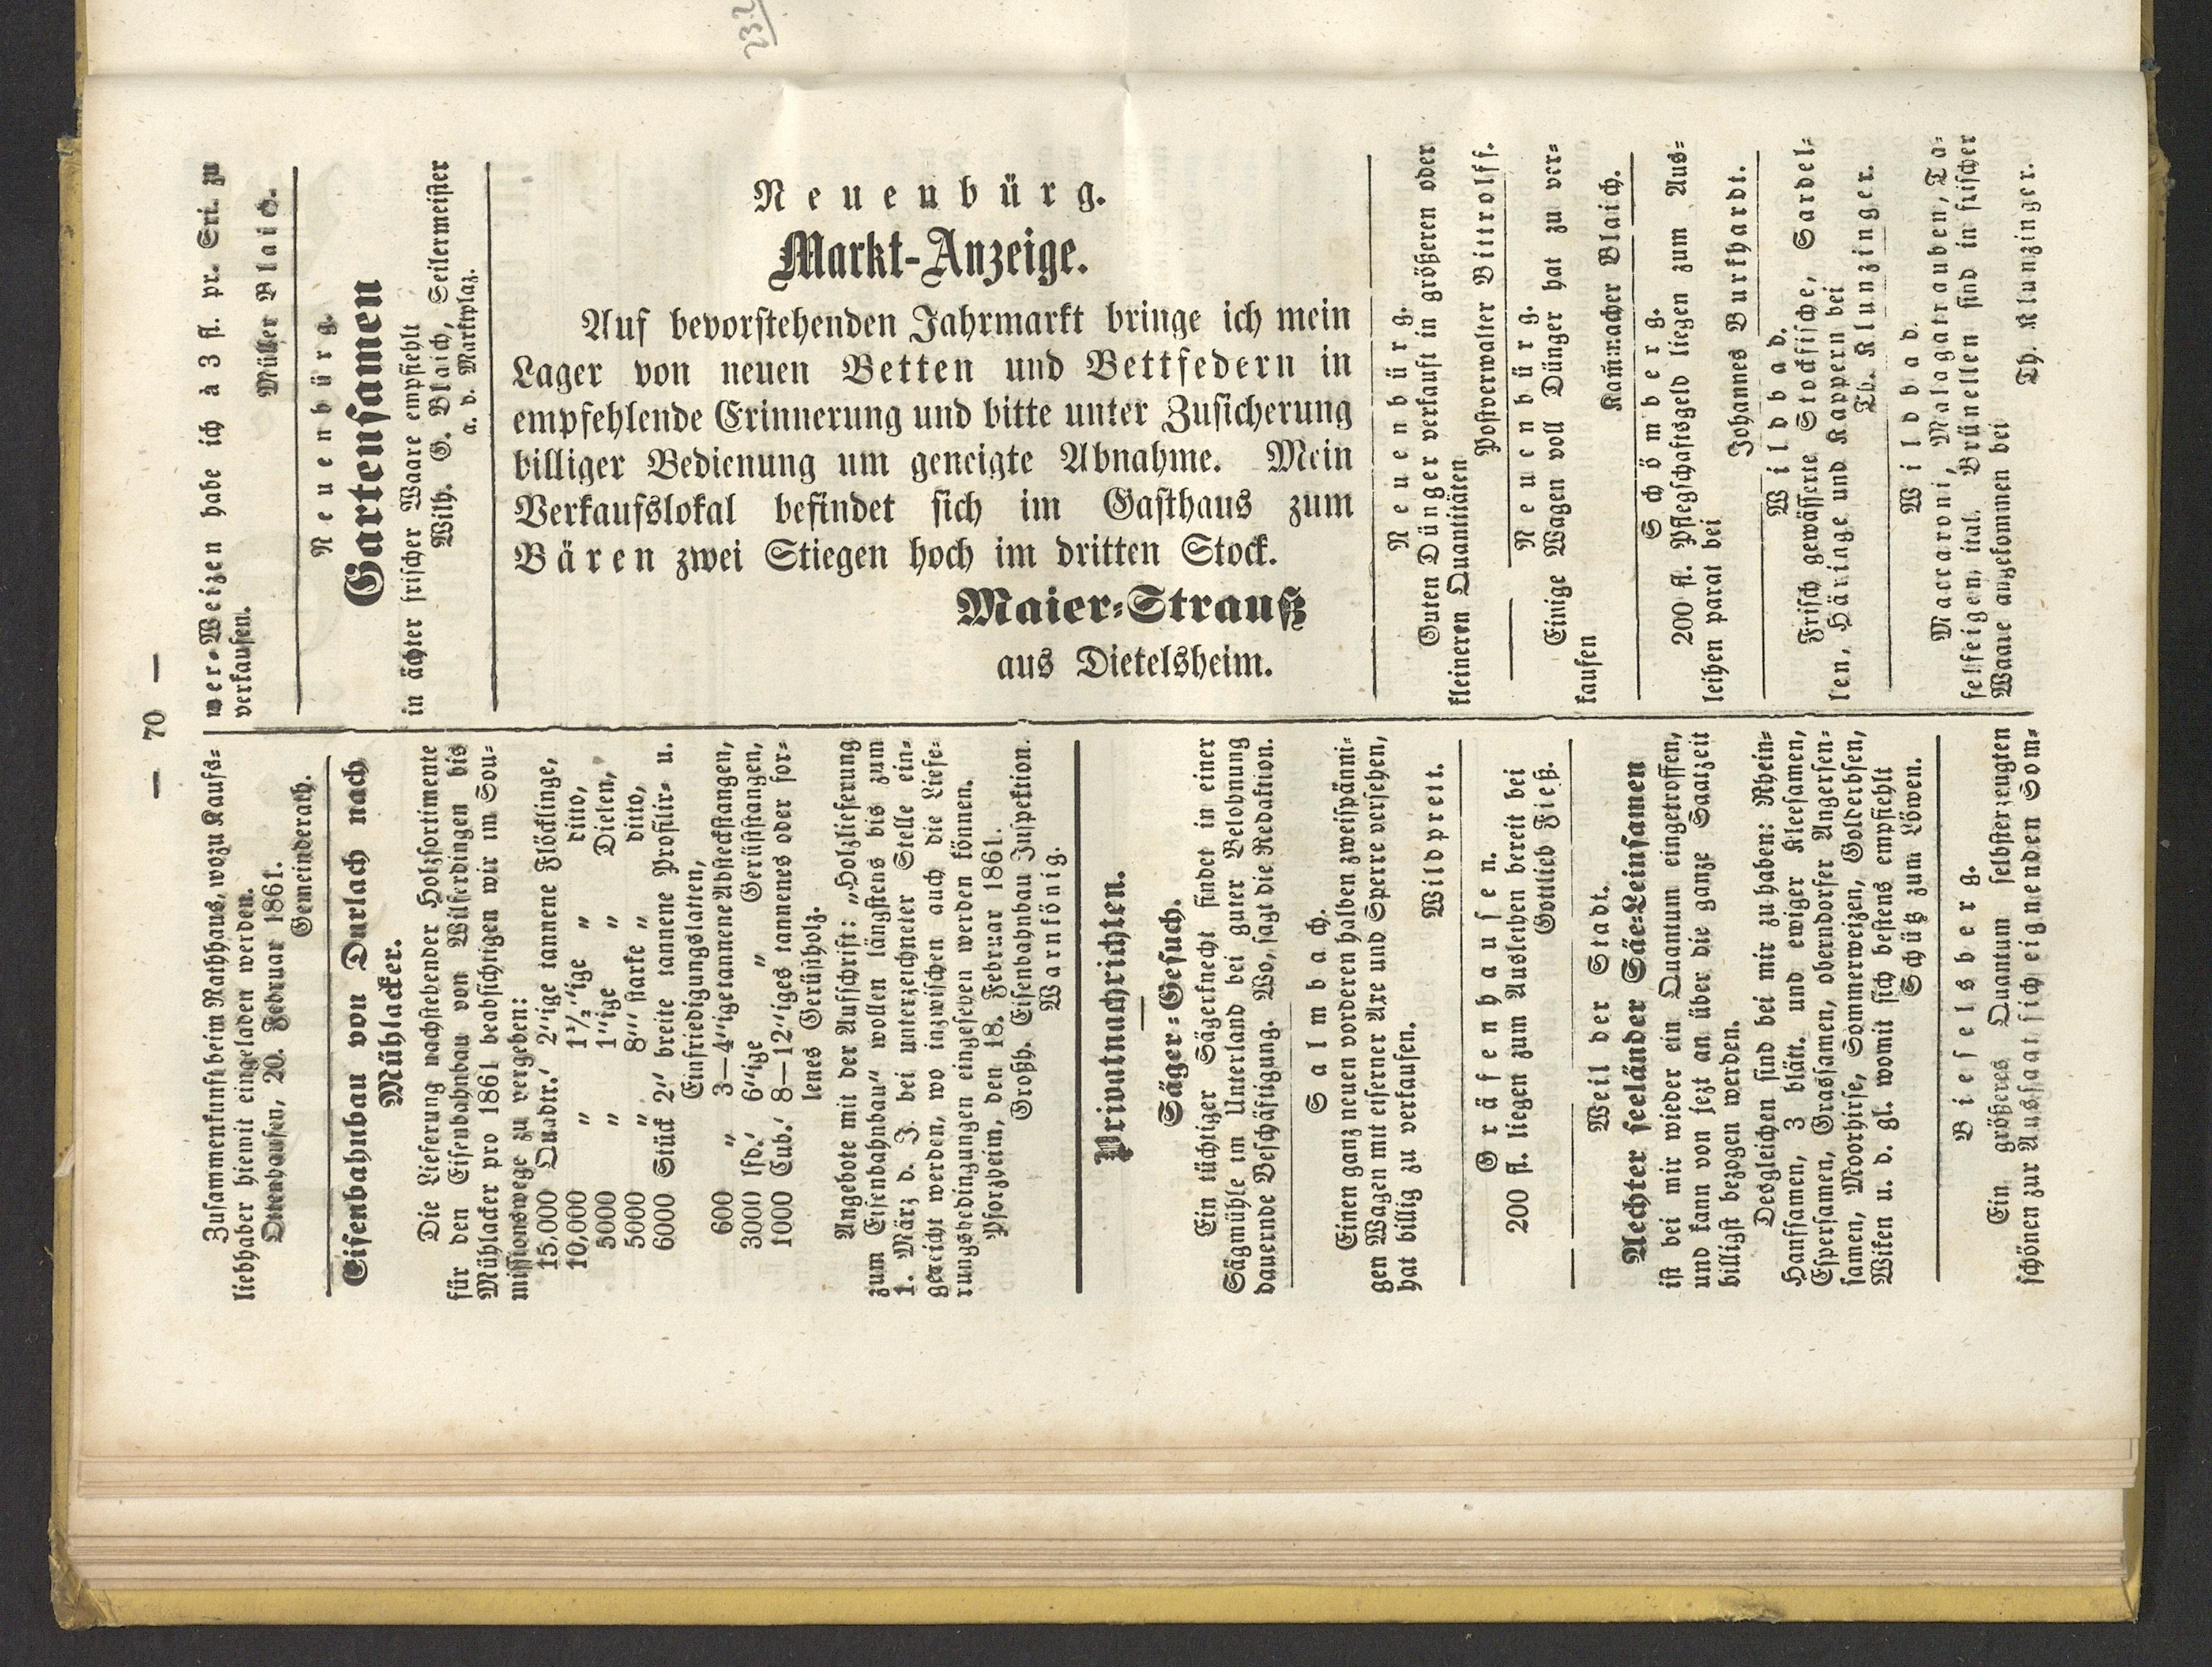 — 70 —
Zusammenkunft beim Rathhaus, wozu Kaufs-
liebhaber hiemit eingeladen werden.
Ottenhausen, 20. Februar 1861.
Gemeinderath.
Eisenbahnbau von Durlach nach
Mühlacker.
Die Lieferung nachstehender Holzsortimente
für den Eisenbahnbau von Wilferdingen bis
Mühlacker pro 1861 beabsichtigen wir im Sou-
missionswege zu vergeben:
15,000 Quadr.' 2"ige tannene Flöcklinge,
10,000 " 1½"ige " ditto,
5000 " 1"ige " Dielen,
5000 " 8''' starke " ditto,
6000 Stück 2" breite tannene Profilir- u.
Einfriedigungslatten,
600 " 3—4"ige tannene Absteckstangen,
3000 lfd.' 6"ige " Gerüststangen,
1000 Cub.' 8—12"iges tannenes oder for-
lenes Gerüstholz.
Angebote mit der Aufschrift: „Holzlieferung
zum Eisenbahnbau" wollen längstens bis zum
1. März d. J. bei unterzeichneter Stelle ein-
gereicht werden, wo inzwischen auch die Liefe-
rungsbedingungen eingesehen werden können.
Pforzheim, den 18. Februar 1861.
Großh. Eisenbahnbau Inspektion.
Warnkönig.
Privatnachrichten.
Säger-Gesuch.
Ein tüchtiger Sägerknecht findet in einer
Sägmühle im Unterland bei guter Belohnung
dauernde Beschäftigung. Wo, sagt die Redaktion.
Salmbach.
Einen ganz neuen vorderen halben zweispänni-
gen Wagen mit eiserner Axe und Sperre versehen,
hat billig zu verkaufen.
Wildprett.
Gräfenhausen.
200 fl. liegen zum Ausleihen bereit bei
Gottlieb Fieß.
Weil der Stadt.
Aechter seeländer Säe-Leinsamen
ist bei mir wieder ein Quantum eingetroffen,
und kann von jezt an über die ganze Saatzeit
billigst bezogen werden.
Desgleichen sind bei mir zu haben: Rhein-
Hanfsamen, 3 blätt. und ewiger Kleesamen,
Espersamen, Grassamen, oberndorfer Angersen-
samen, Moorhirse, Sommerweizen, Golderbsen,
Wiken u. d. gl. womit sich bestens empfiehlt
Schütz zum Löwen.
Bieselsberg.
Ein größeres Quantum selbsterzeugten
schönen zur Aussaat sich eignenden Som-
mer-Weizen habe ich à 3 fl. pr. Sri. zu
verkaufen.
Müller Blaich.
Neuenbürg.
Gartensamen
in ächter frischer Waare empfiehlt
Wilh. G. Blaich, Seilermeister
a. d. Marktplaz.
Neuenbürg.
Markt-Anzeige.
Auf bevorstehenden Jahrmarkt bringe ich mein
Lager von neuen Betten und Bettfedern in
empfehlende Erinnerung und bitte unter Zusicherung
billiger Bedienung um geneigte Abnahme. Mein
Verkaufslokal befindet sich im Gasthaus zum
Bären zwei Stiegen hoch im dritten Stock.
Maier-Strauß
aus Dietelsheim.
Neuenbürg.
Guten Dünger verkauft in größeren oder
kleineren Quantitäten
Postverwalter Bittrolff.
Neuenbürg.
Einige Wagen voll Dünger hat zu ver-
kaufen
Kam̄macher Blaich.
Schömberg.
200 fl. Pflegschaftsgeld liegen zum Aus-
leihen parat bei
Johannes Burkhardt.
Wildbad.
Frisch gewässerte Stockfische, Sardel-
len, Häringe und Kappern bei
Th. Klunzinger.
Wildbad.
Maccaroni, Malagatrauben, Ta-
felfeigen, ital. Brünellen sind in frischer
Waare angekommen bei
Th. Klunzinger.
232